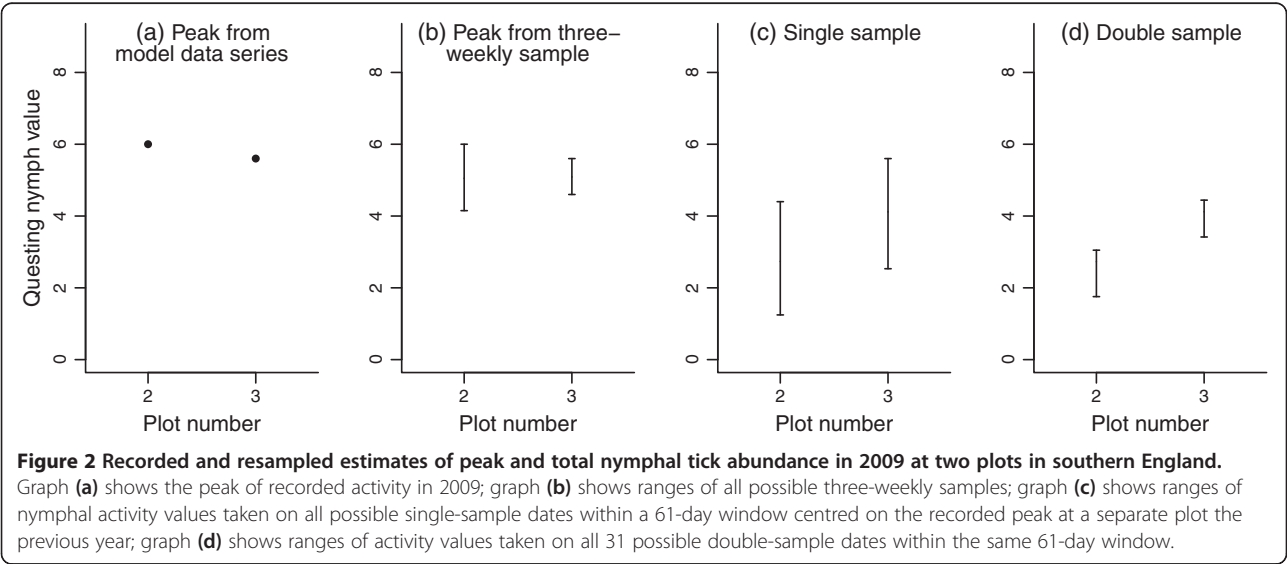 (a) Peak from
model data series
Questing nymph value
8
6
4
2
0
2 3
Plot number
(b) Peak from three–
weekly sample
8
6
4
2
0
2 3
Plot number
(c) Single sample
8
6
4
2
0
2 3
Plot number
(d) Double sample
8
6
4
2
0
2 3
Plot number
Figure 2 Recorded and resampled estimates of peak and total nymphal tick abundance in 2009 at two plots in southern England.
Graph (a) shows the peak of recorded activity in 2009; graph (b) shows ranges of all possible three-weekly samples; graph (c) shows ranges of
nymphal activity values taken on all possible single-sample dates within a 61-day window centred on the recorded peak at a separate plot the
previous year; graph (d) shows ranges of activity values taken on all 31 possible double-sample dates within the same 61-day window.